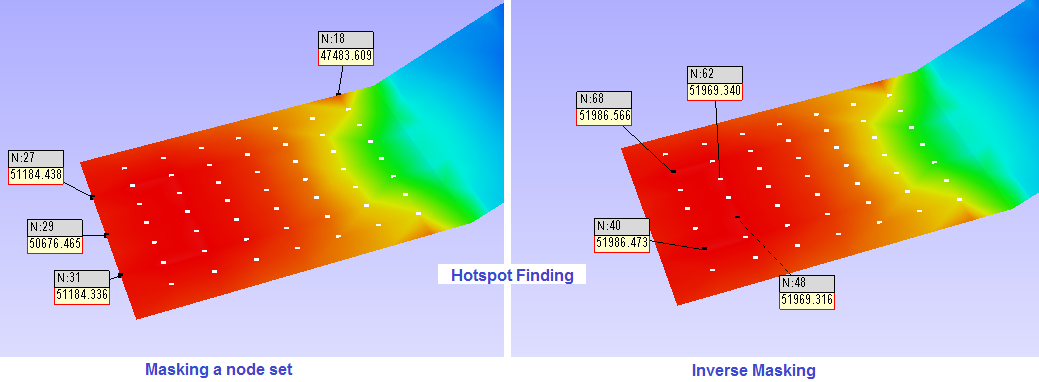 N:18
47483.609
N:27
51184.438
N:29
50676.465
N:31
51184.336
N:62
51969.340
N:68
51986.566
N:40
51986.473
N:48
51969.316
Hotspot Finding
Masking a node set
Inverse Masking